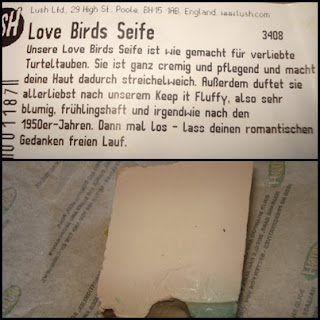 Lush Ltd, 29 High St, Poole, BH15 1AB, England, www.lush.com
SH
Love Birds Seife 3408
Unsere Love Birds Seife ist wie gemacht für verliebte
Turteltauben. Sie ist ganz cremig und pflegend und macht
deine Haut dadurch streichelweich. Außerdem duftet sie
allerliebst nach unserem Keep it Fluffy, also sehr
blumig, frühlingshaft und irgendwie nach den
1950er-Jahren. Dann mal los - lass deinen romantischen
Gedanken freien Lauf.